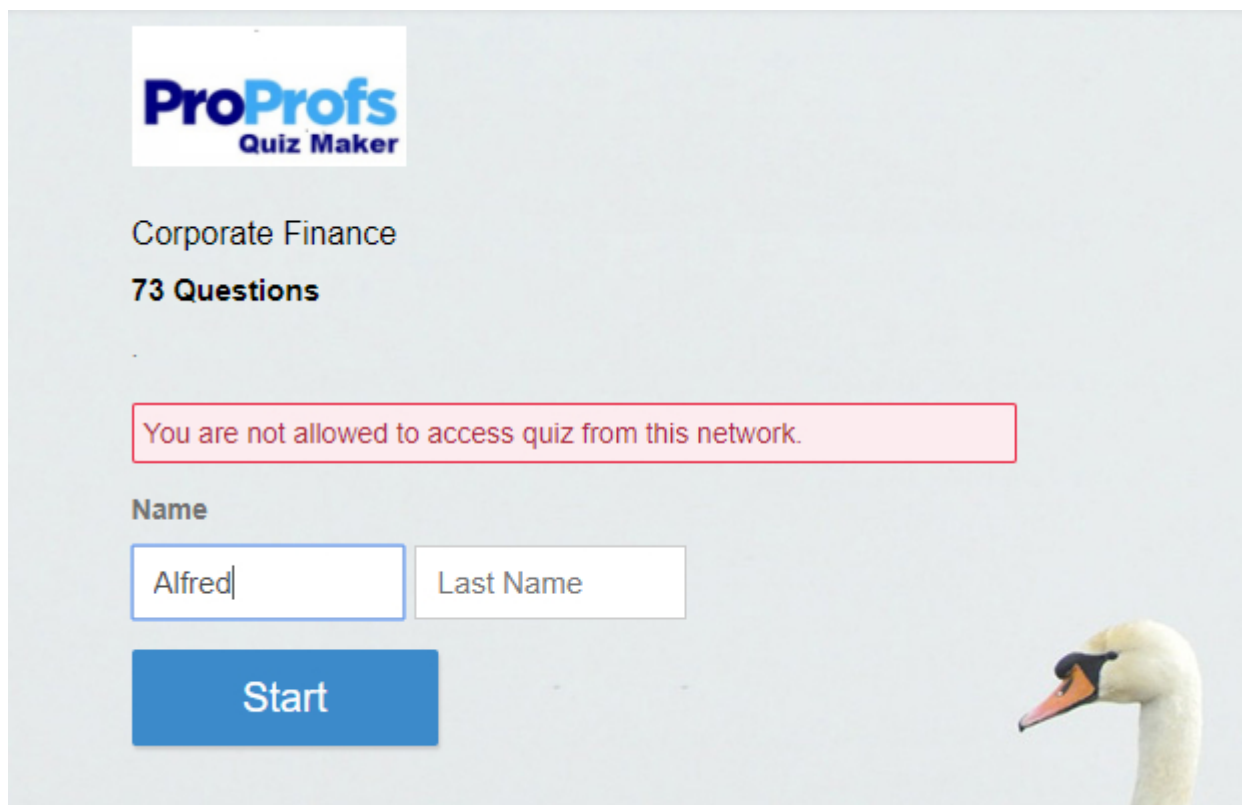 ProProfs
Quiz Maker
Corporate Finance
73 Questions
.
You are not allowed to access quiz from this network.
Name
Alfred
Last Name
Start